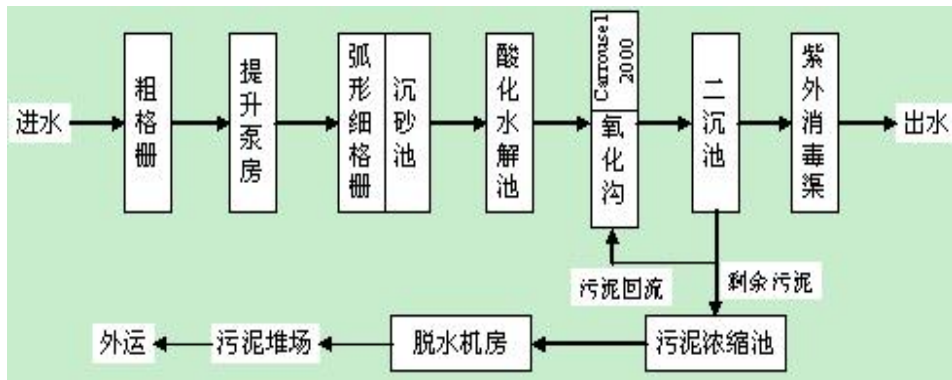 进水
粗格栅
提升泵房
弧形细格栅
沉砂池
酸化水解池
Carrousel
2000
氧化沟
二沉池
紫外消毒渠
出水
污泥回流
剩余污泥
外运
污泥堆场
脱水机房
污泥浓缩池